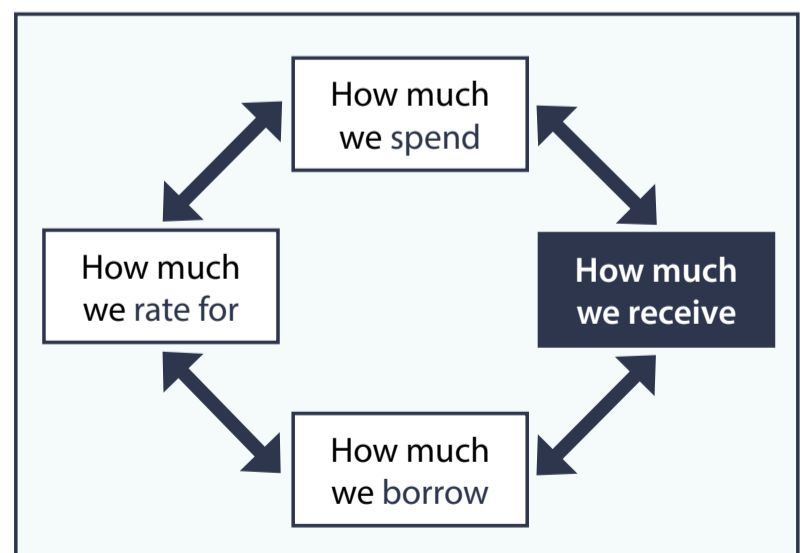 How much
we spend
How much
we rate for
How much
we receive
How much
we borrow